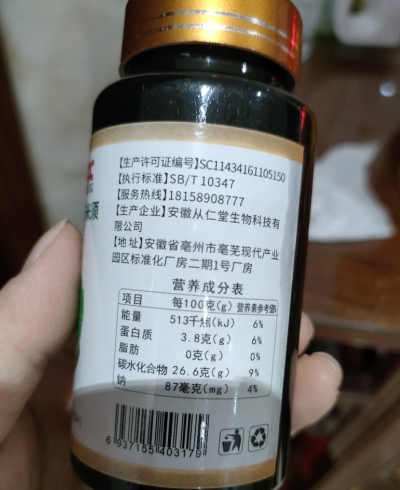 米须
【生产许可证编号】SC11434161105150
【执行标准】SB/T 10347
【服务热线】18158908777
【生产企业】安徽从仁堂生物科技有
限公司
【地址】安徽省亳州市亳芜现代产业
园区标准化厂房二期1号厂房
营养成分表
项目 每100克(g) 营养素参考值%
能量 513千焦(kJ) 6%
蛋白质 3.8克(g) 6%
脂肪 0克(g) 0%
碳水化合物 26.6克(g) 9%
钠 87毫克(mg) 4%
6 937155 403179